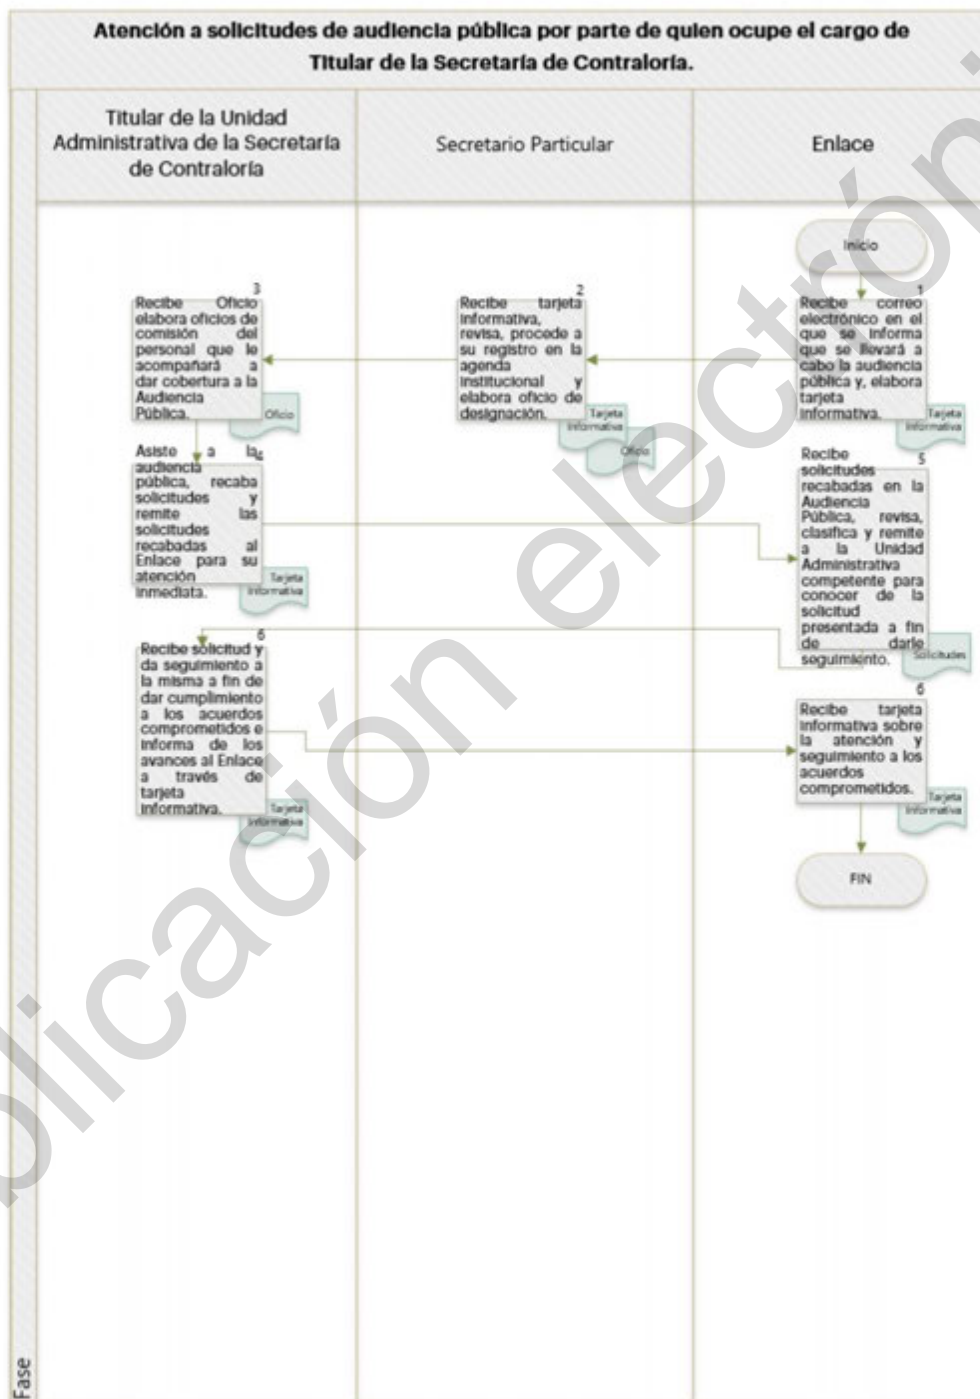 Atención a solicitudes de audiencia pública por parte de quien ocupe el cargo de
Titular de la Secretaría de Contraloría.
Titular de la Unidad
Administrativa de la Secretaría
de Contraloría
Secretario Particular
Enlace
Inicio
1
Recibe correo
electrónico en el
que se informa
que se llevará a
cabo la audiencia
pública y, elabora
tarjeta
informativa.
Tarjeta
Informativa
2
Recibe tarjeta
informativa,
revisa, procede a
su registro en la
agenda
institucional y
elabora oficio de
designación.
Tarjeta
Informativa
Oficio
3
Recibe Oficio
elabora oficios de
comisión del
personal que le
acompañará a
dar cobertura a la
Audiencia
Pública.
Oficio
Asiste a la
audiencia
pública, recaba
solicitudes y
remite las
solicitudes
recabadas al
Enlace para su
atención
inmediata.
Tarjeta
Informativa
5
Recibe
solicitudes
recabadas en la
Audiencia
Pública, revisa,
clasifica y remite
a la Unidad
Administrativa
competente para
conocer de la
solicitud
presentada a fin
de darle
seguimiento.
Solicitudes
6
Recibe solicitud y
da seguimiento a
la misma a fin de
dar cumplimiento
a los acuerdos
comprometidos e
informa de los
avances al Enlace
a través de
tarjeta
informativa.
Tarjeta
Informativa
6
Recibe tarjeta
informativa sobre
la atención y
seguimiento a los
acuerdos
comprometidos.
Tarjeta
Informativa
FIN
Fase
blicación electróni